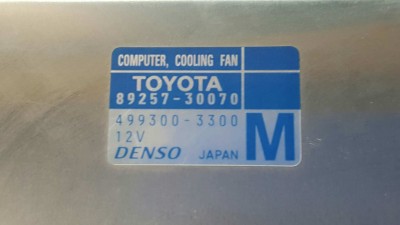 COMPUTER, COOLING FAN
TOYOTA
89257-30070
499300-3300
12V
DENSO JAPAN M